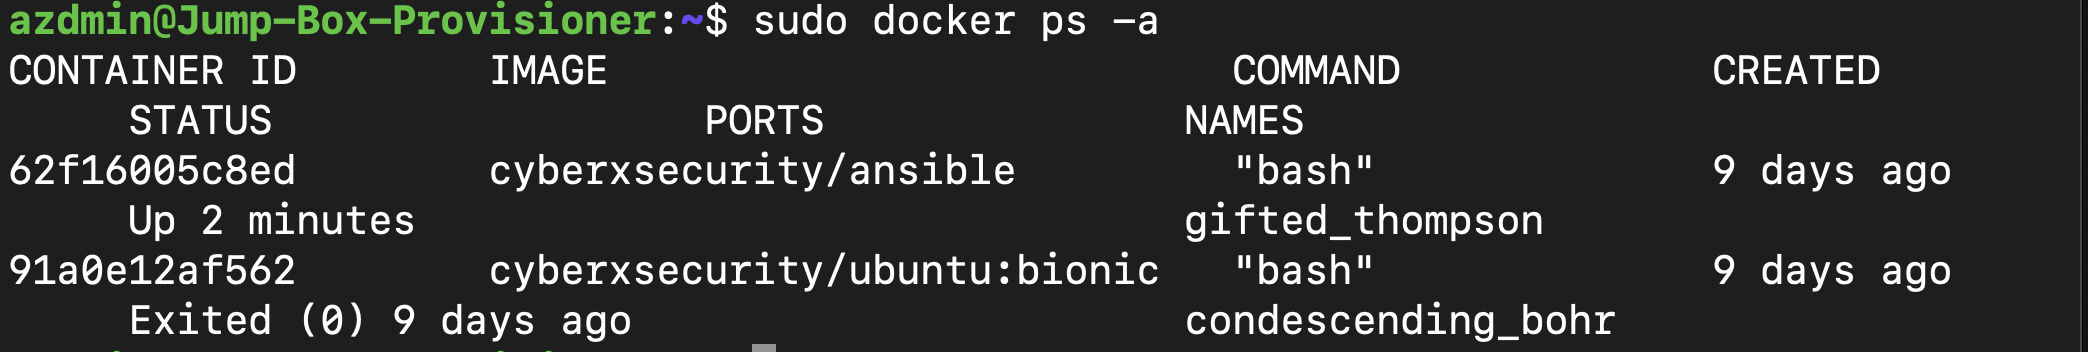 azdmin@Jump-Box-Provisioner:~$ sudo docker ps -a
CONTAINER ID        IMAGE                          COMMAND             CREATED
     STATUS                  PORTS               NAMES
62f16005c8ed        cyberxsecurity/ansible         "bash"              9 days ago
     Up 2 minutes                                gifted_thompson
91a0e12af562        cyberxsecurity/ubuntu:bionic   "bash"              9 days ago
     Exited (0) 9 days ago                       condescending_bohr